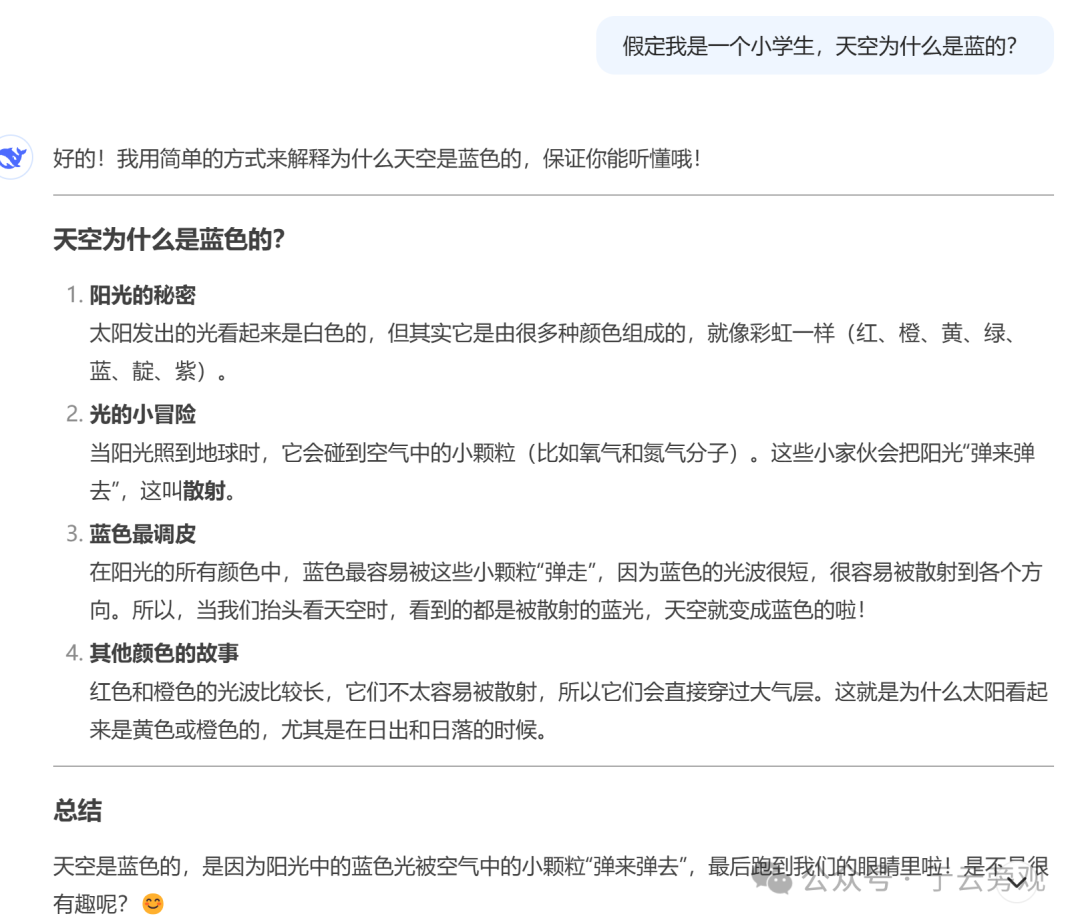 假定我是一个小学生，天空为什么是蓝的？
好的！我用简单的方式来解释为什么天空是蓝色的，保证你能听懂哦！
天空为什么是蓝色的？
1. 阳光的秘密
太阳发出的光看起来是白色的，但其实它是由很多种颜色组成的，就像彩虹一样（红、橙、黄、绿、
蓝、靛、紫）。
2. 光的小冒险
当阳光照到地球时，它会碰到空气中的小颗粒（比如氧气和氮气分子）。这些小家伙会把阳光“弹来弹
去”，这叫散射。
3. 蓝色最调皮
在阳光的所有颜色中，蓝色最容易被这些小颗粒“弹走”，因为蓝色的光波很短，很容易被散射到各个方
向。所以，当我们抬头看天空时，看到的都是被散射的蓝光，天空就变成蓝色的啦！
4. 其他颜色的故事
红色和橙色的光波比较长，它们不太容易被散射，所以它们会直接穿过大气层。这就是为什么太阳看起
来是黄色或橙色的，尤其是在日出和日落的时候。
总结
天空是蓝色的，是因为阳光中的蓝色光被空气中的小颗粒“弹来弹去”，最后跑到我们的眼睛里啦！是不是很
有趣呢？😊
公众号 · 于云旁观